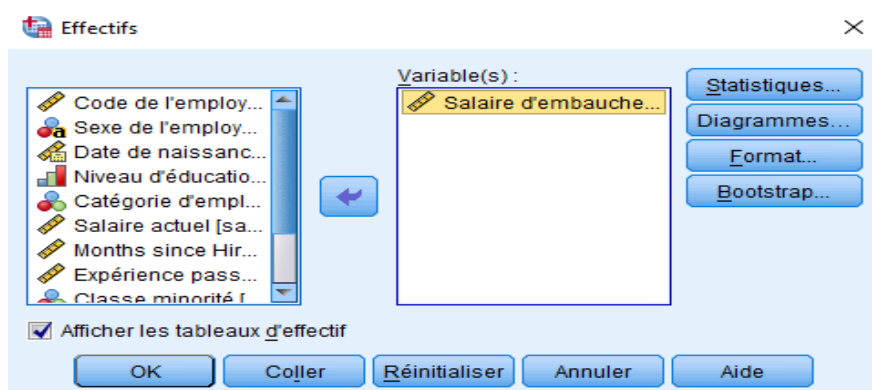 Effectifs
Code de l'employ...
Sexe de l'employ...
Date de naissanc...
Niveau d'éducatio...
Catégorie d'empl...
Salaire actuel [sa...
Months since Hir...
Expérience pass...
Classe minorité [
Variable(s) :
Salaire d'embauche...
Statistiques...
Diagrammes...
Format...
Bootstrap...
Afficher les tableaux d'effectif
OK Coller Réinitialiser Annuler Aide